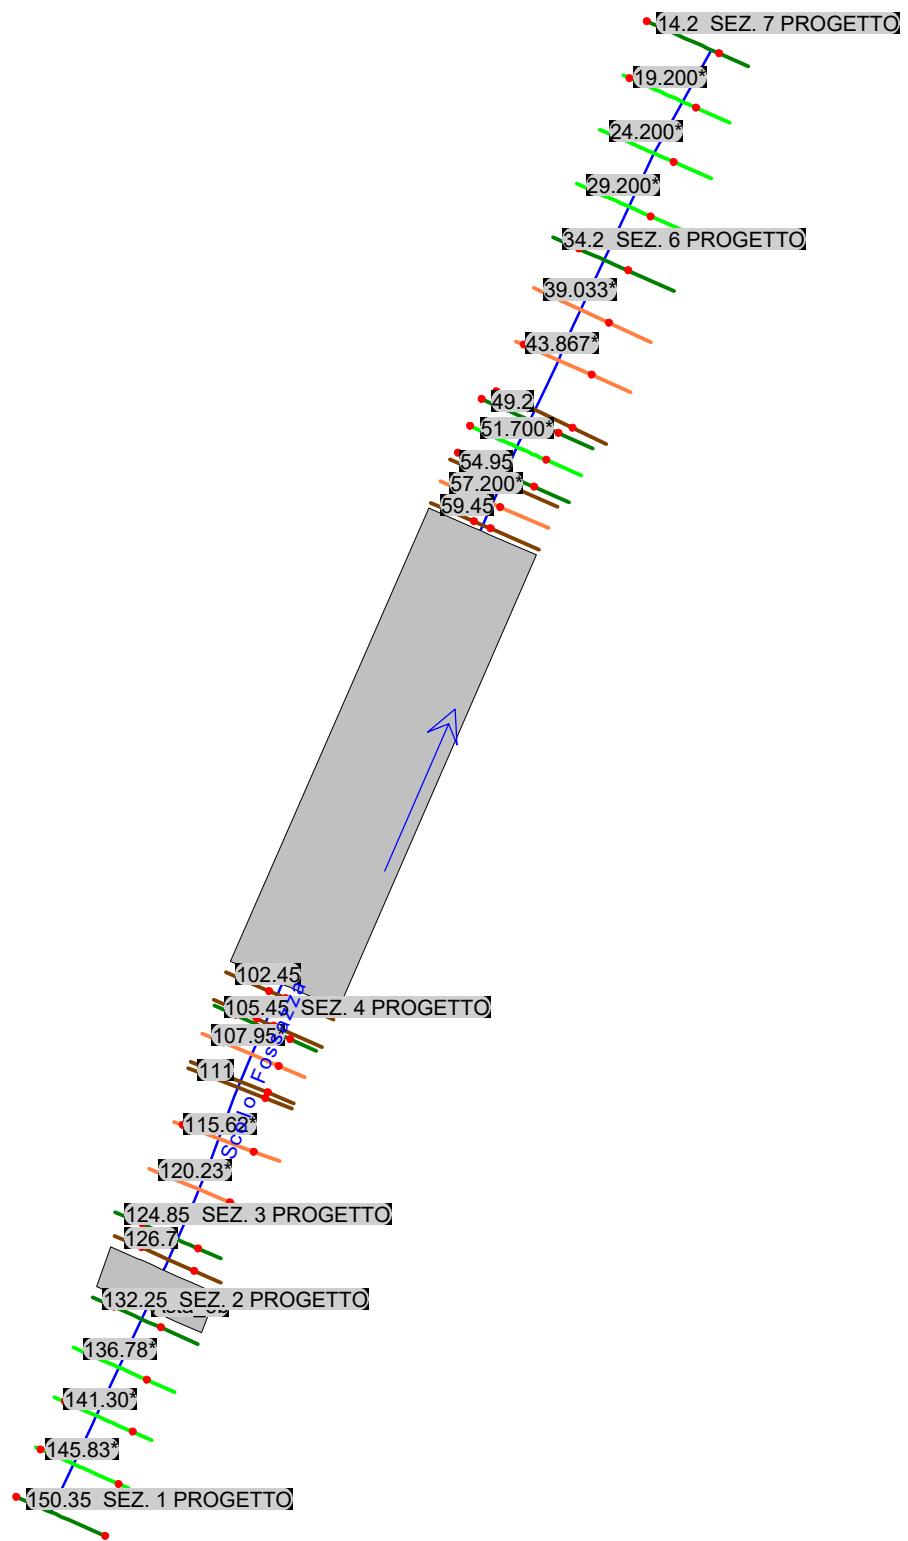 14.2 SEZ. 7 PROGETTO
19.200*
24.200*
29.200*
34.2 SEZ. 6 PROGETTO
39.033*
43.867*
49.2
51.700*
54.95
57.200*
59.45
102.45
105.45 SEZ. 4 PROGETTO
107.95*
Scolo Fossazza
111
115.62*
120.23*
124.85 SEZ. 3 PROGETTO
126.7
132.25 SEZ. 2 PROGETTO
136.78*
141.30*
145.83*
150.35 SEZ. 1 PROGETTO